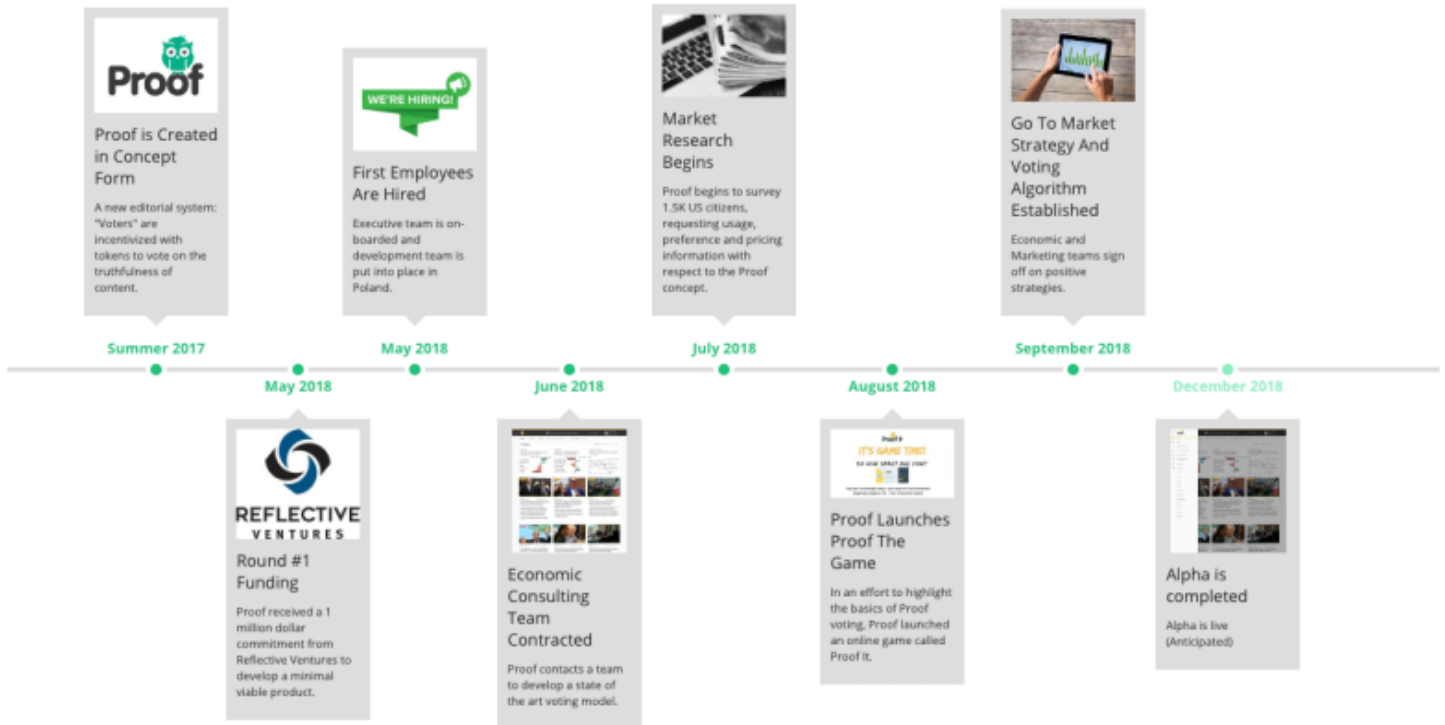 Proof
Proof is Created
in Concept
Form
A new editorial system:
"Voters" are
incentivized with
tokens to vote on the
truthfulness of
content.
Summer 2017
May 2018
REFLECTIVE
VENTURES
Round #1
Funding
Proof received a 1
million dollar
commitment from
Reflective Ventures to
develop a minimal
viable product.
WE'RE HIRING!
First Employees
Are Hired
Executive team is on-
boarded and
development team is
put into place in
Poland.
May 2018
June 2018
Economic
Consulting
Team
Contracted
Proof contacts a team
to develop a state of
the art voting model.
Market
Research
Begins
Proof begins to survey
1.5K US citizens,
requesting usage,
preference and pricing
information with
respect to the Proof
concept.
July 2018
August 2018
Proof It
IT'S GAME TIME!
SO HOW GREAT ARE YOU?
Proof Launches
Proof The
Game
In an effort to highlight
the basics of Proof
voting, Proof launched
an online game called
Proof It.
Go To Market
Strategy And
Voting
Algorithm
Established
Economic and
Marketing teams sign
off on positive
strategies.
September 2018
December 2018
Alpha is
completed
Alpha is live
(Anticipated)